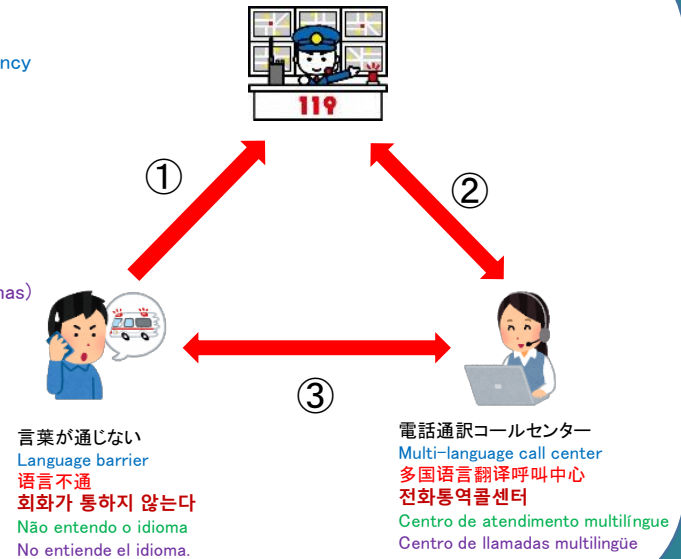 ncy
119
①
②
mas)
③
言葉が通じない
Language barrier
语言不通
회화가 통하지 않는다
Não entendo o idioma
No entiende el idioma.
電話通訳コールセンター
Multi-language call center
多国语言翻译呼叫中心
전화통역콜센터
Centro de atendimento multilíngue
Centro de llamadas multilingüe